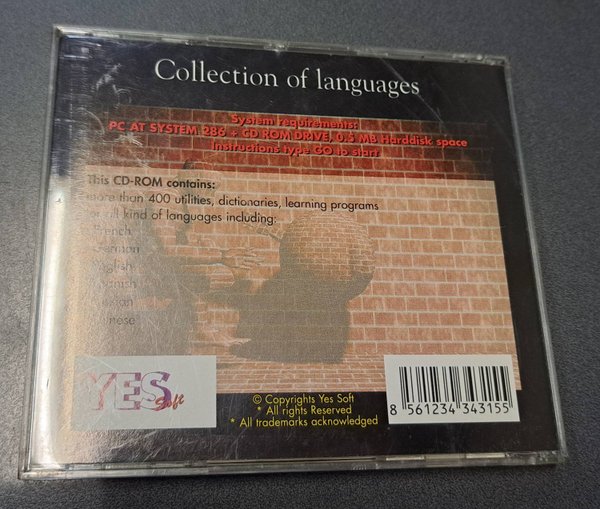 Collection of languages
System requirements:
PC AT SYSTEM 286 + CD ROM DRIVE, 0.5 MB Harddisk space
Instructions type GO to start
This CD-ROM contains:
more than 400 utilities, dictionaries, learning programs
all kind of languages including:
French
German
English
YES Soft
© Copyrights Yes Soft
* All rights Reserved
* All trademarks acknowledged
8 561234 343155